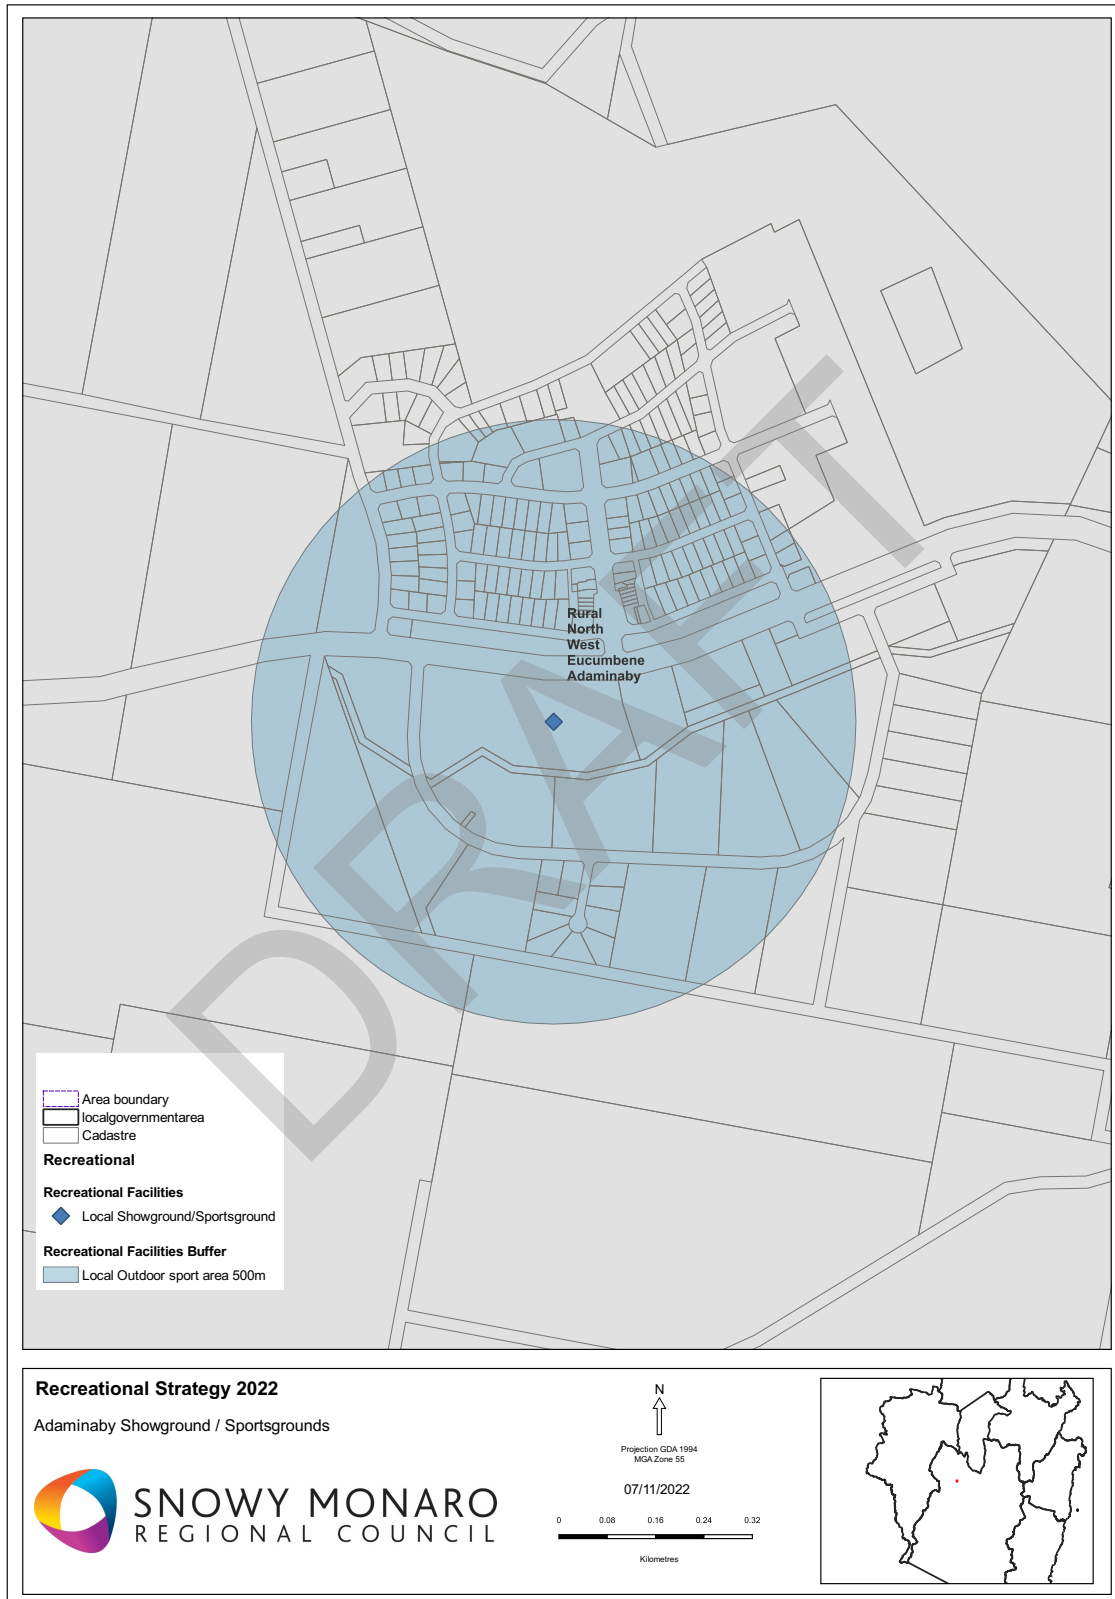 DRAFT
Rural
North
West
Eucumbene
Adaminaby
Area boundary
localgovernmentarea
Cadastre
Recreational
Recreational Facilities
Local Showground/Sportsground
Recreational Facilities Buffer
Local Outdoor sport area 500m
Recreational Strategy 2022
Adaminaby Showground / Sportsgrounds
SNOWY MONARO
REGIONAL COUNCIL
N
Projection GDA 1994
MGA Zone 55
07/11/2022
0 0.08 0.16 0.24 0.32
Kilometres